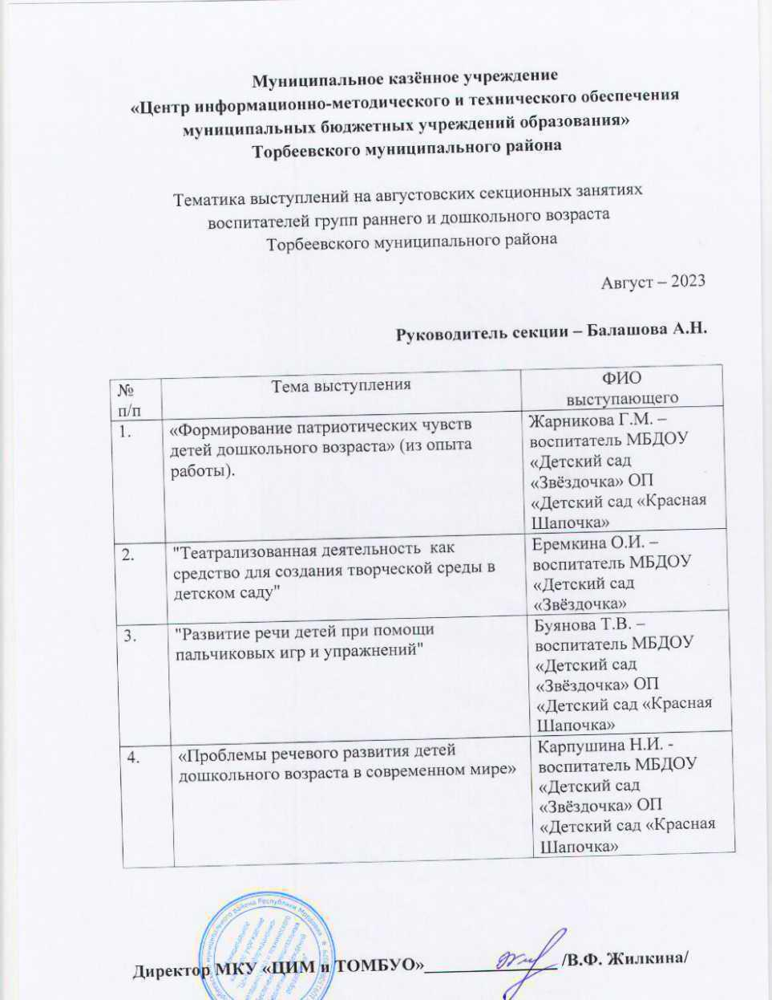 Муниципальное казённое учреждение
«Центр информационно-методического и технического обеспечения
муниципальных бюджетных учреждений образования»
Торбеевского муниципального района
Тематика выступлений на августовских секционных занятиях
воспитателей групп раннего и дошкольного возраста
Торбеевского муниципального района
Август – 2023
Руководитель секции – Балашова А.Н.
№
п/п
Тема выступления
ФИО
выступающего
1.
«Формирование патриотических чувств
детей дошкольного возраста» (из опыта
работы).
Жарникова Г.М. –
воспитатель МБДОУ
«Детский сад
«Звёздочка» ОП
«Детский сад «Красная
Шапочка»
2.
"Театрализованная деятельность как
средство для создания творческой среды в
детском саду"
Еремкина О.И. –
воспитатель МБДОУ
«Детский сад
«Звёздочка»
3.
"Развитие речи детей при помощи
пальчиковых игр и упражнений"
Буянова Т.В. –
воспитатель МБДОУ
«Детский сад
«Звёздочка» ОП
«Детский сад «Красная
Шапочка»
4.
«Проблемы речевого развития детей
дошкольного возраста в современном мире»
Карпушина Н.И. -
воспитатель МБДОУ
«Детский сад
«Звёздочка» ОП
«Детский сад «Красная
Шапочка»
муниципального района Республики Мордовия
Директор МКУ «ЦИМ и ТОМБУО»_______________ /В.Ф. Жилкина/